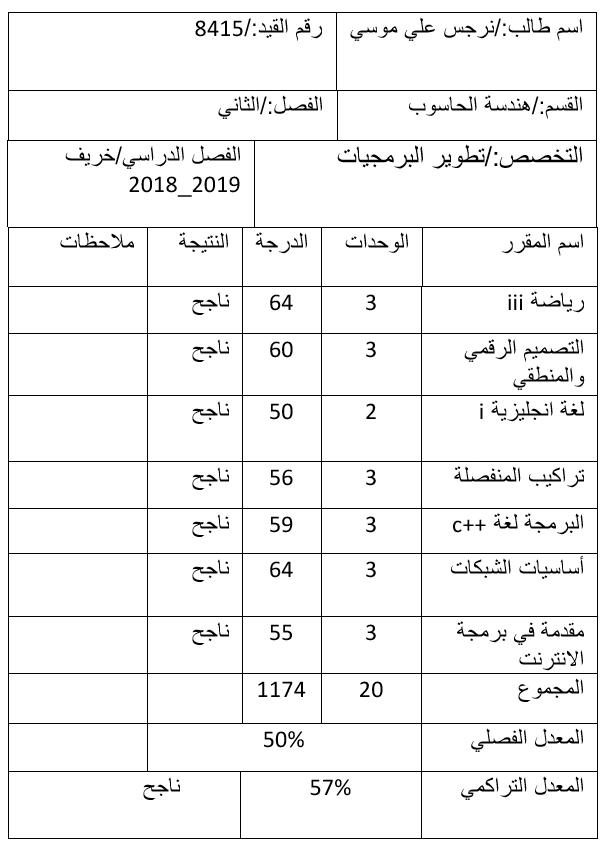 اسم طالب:/نرجس علي موسي
رقم القيد:/8415
القسم:/هندسة الحاسوب
الفصل:/الثاني
التخصص:/تطوير البرمجيات
الفصل الدراسي/خريف
2018_2019
اسم المقرر الوحدات الدرجة النتيجة ملاحظات
رياضة iii 3 64 ناجح
التصميم الرقمي 3 60 ناجح
والمنطقي
لغة انجليزية i 2 50 ناجح
تراكيب المنفصلة 3 56 ناجح
البرمجة لغة c++ 3 59 ناجح
أساسيات الشبكات 3 64 ناجح
مقدمة في برمجة 3 55 ناجح
الانترنت
المجموع 20 1174
المعدل الفصلي 50%
المعدل التراكمي 57% ناجح